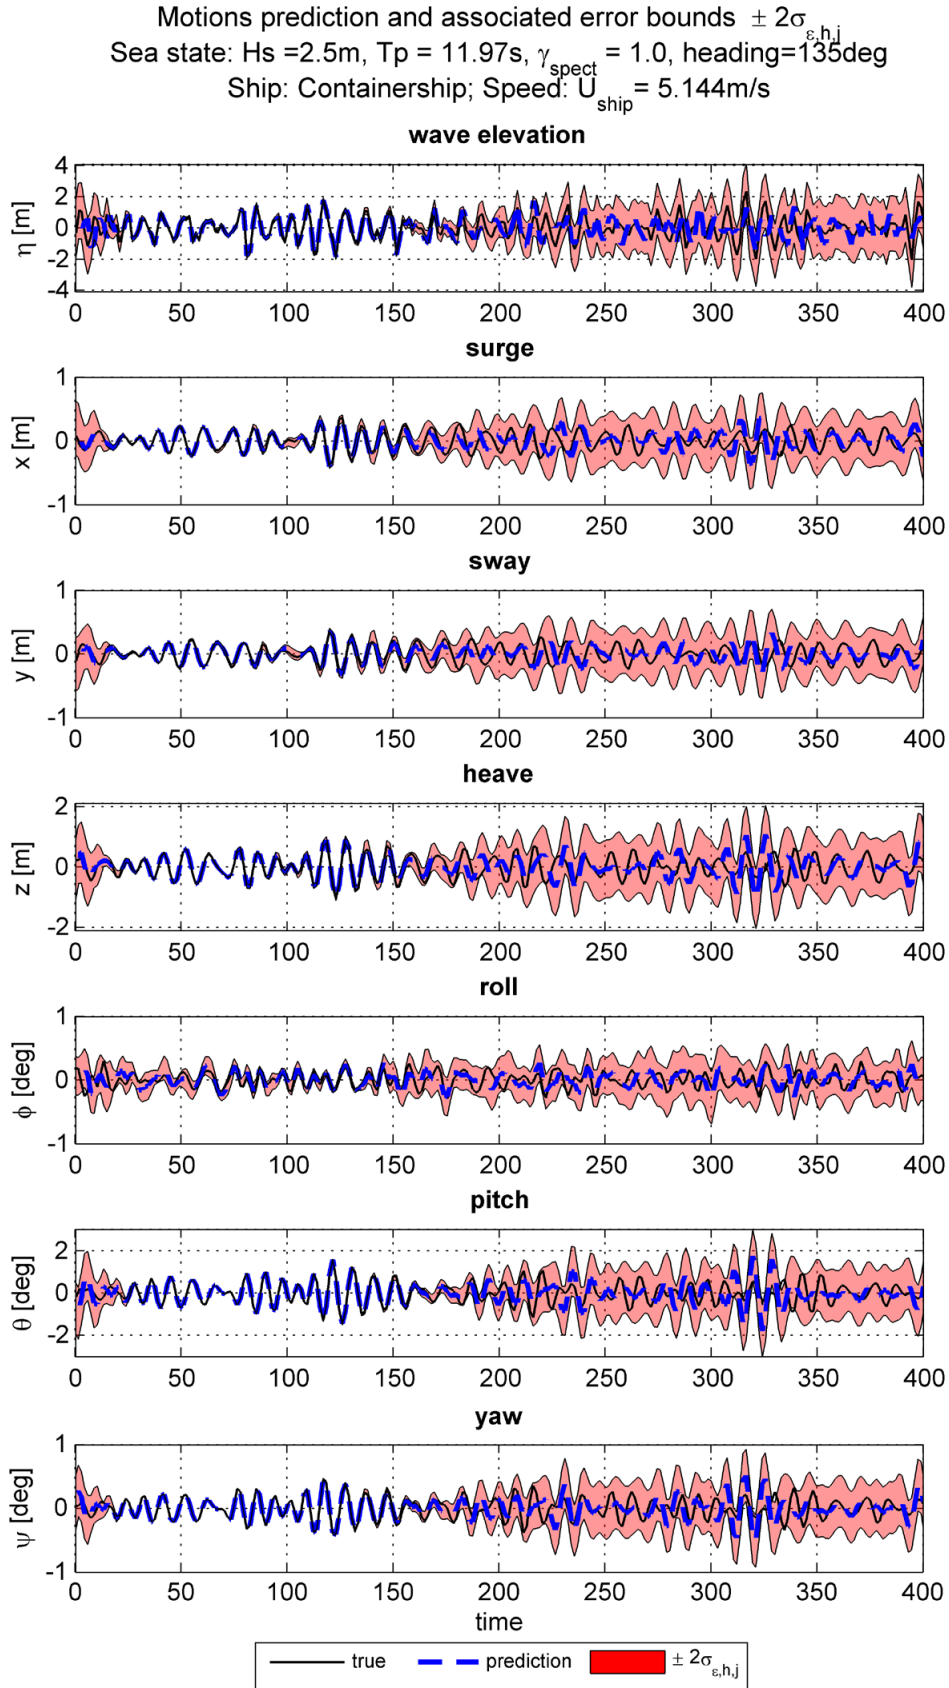 Motions prediction and associated error bounds ± 2σ_ε,h,j
Sea state: Hs =2.5m, Tp = 11.97s, γ_spect = 1.0, heading=135deg
Ship: Containership; Speed: U_ship = 5.144m/s
wave elevation
η [m]
4
2
0
-2
-4
0 50 100 150 200 250 300 350 400
surge
x [m]
1
0
-1
0 50 100 150 200 250 300 350 400
sway
y [m]
1
0
-1
0 50 100 150 200 250 300 350 400
heave
z [m]
2
0
-2
0 50 100 150 200 250 300 350 400
roll
ϕ [deg]
1
0
-1
0 50 100 150 200 250 300 350 400
pitch
θ [deg]
2
0
-2
0 50 100 150 200 250 300 350 400
yaw
ψ [deg]
1
0
-1
0 50 100 150 200 250 300 350 400
time
true prediction ± 2σ_ε,h,j